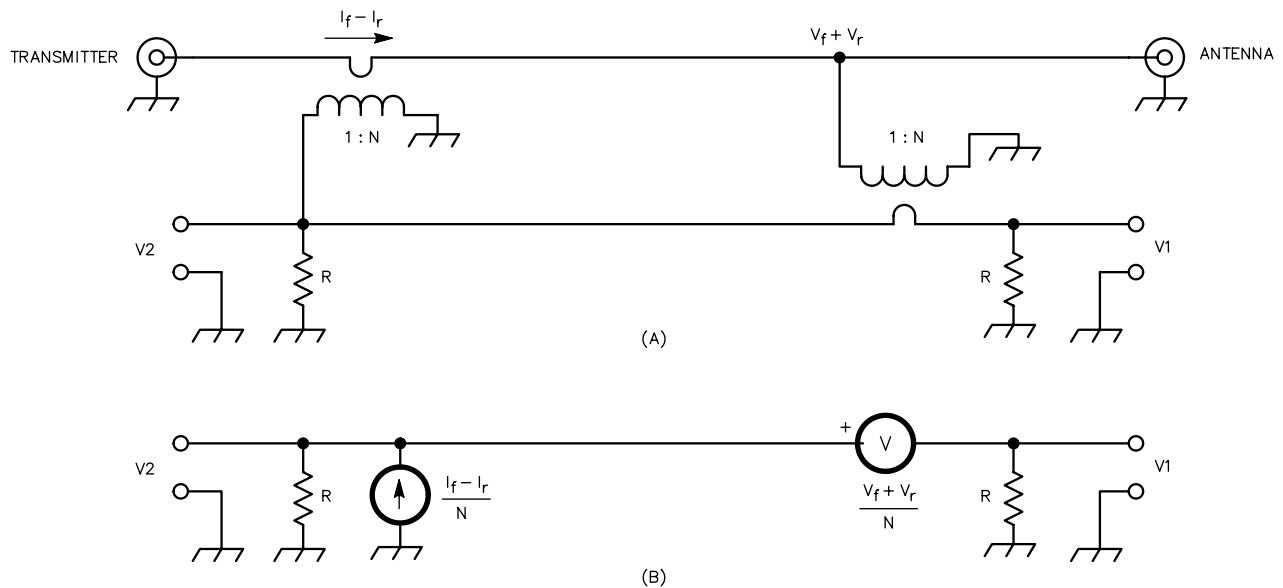 I_f – I_r
TRANSMITTER
V_f + V_r
ANTENNA
1 : N
1 : N
V2
R
R
V1
(A)
+
V
V2
R
I_f – I_r
N
V_f + V_r
N
R
V1
(B)